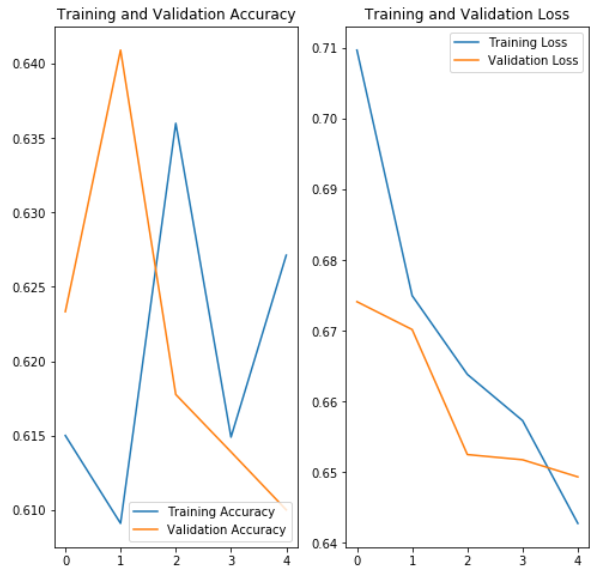 Training and Validation Accuracy
0.640
0.635
0.630
0.625
0.620
0.615
0.610
Training Accuracy
Validation Accuracy
0 1 2 3 4
Training and Validation Loss
Training Loss
Validation Loss
0.71
0.70
0.69
0.68
0.67
0.66
0.65
0.64
0 1 2 3 4